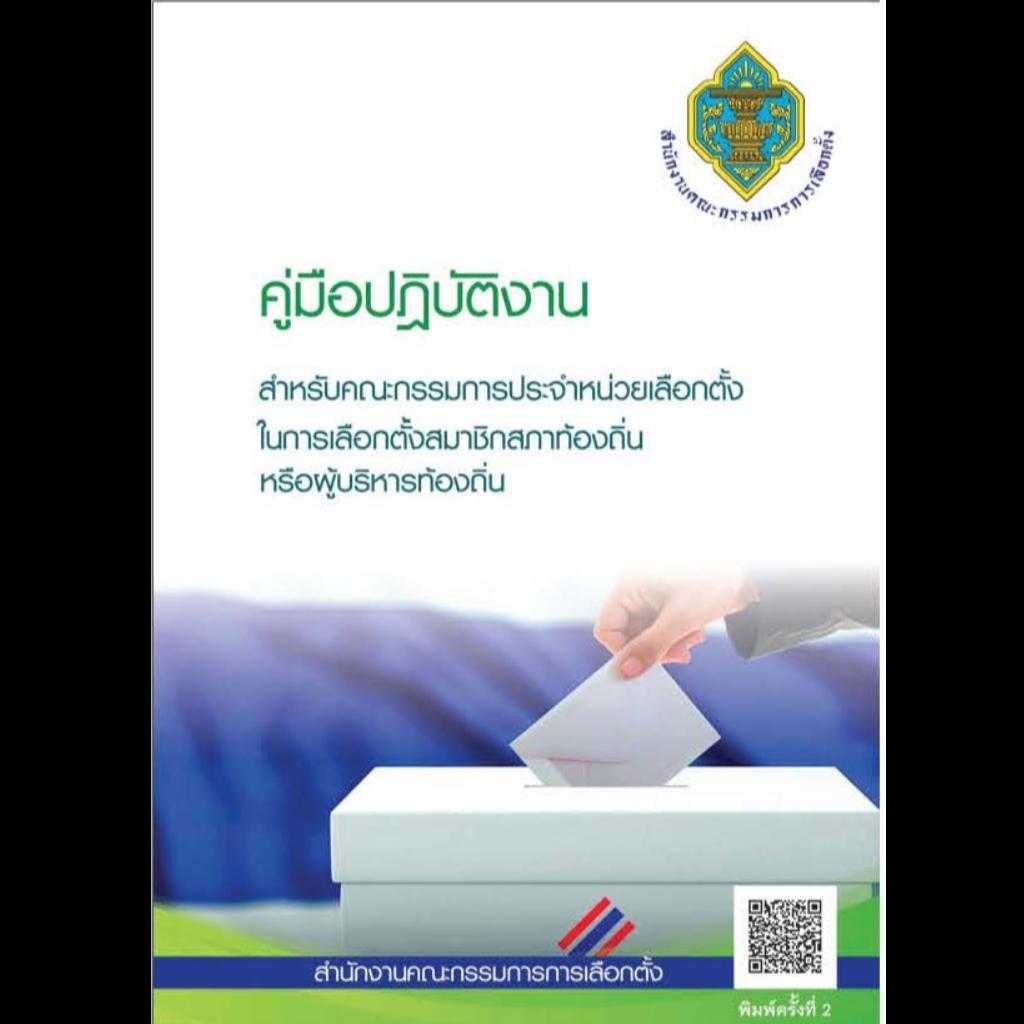 สำนักงานคณะกรรมการการเลือกตั้ง
คู่มือปฏิบัติงาน
สำหรับคณะกรรมการประจำหน่วยเลือกตั้ง
ในการเลือกตั้งสมาชิกสภาท้องถิ่น
หรือผู้บริหารท้องถิ่น
สำนักงานคณะกรรมการการเลือกตั้ง
พิมพ์ครั้งที่ 2